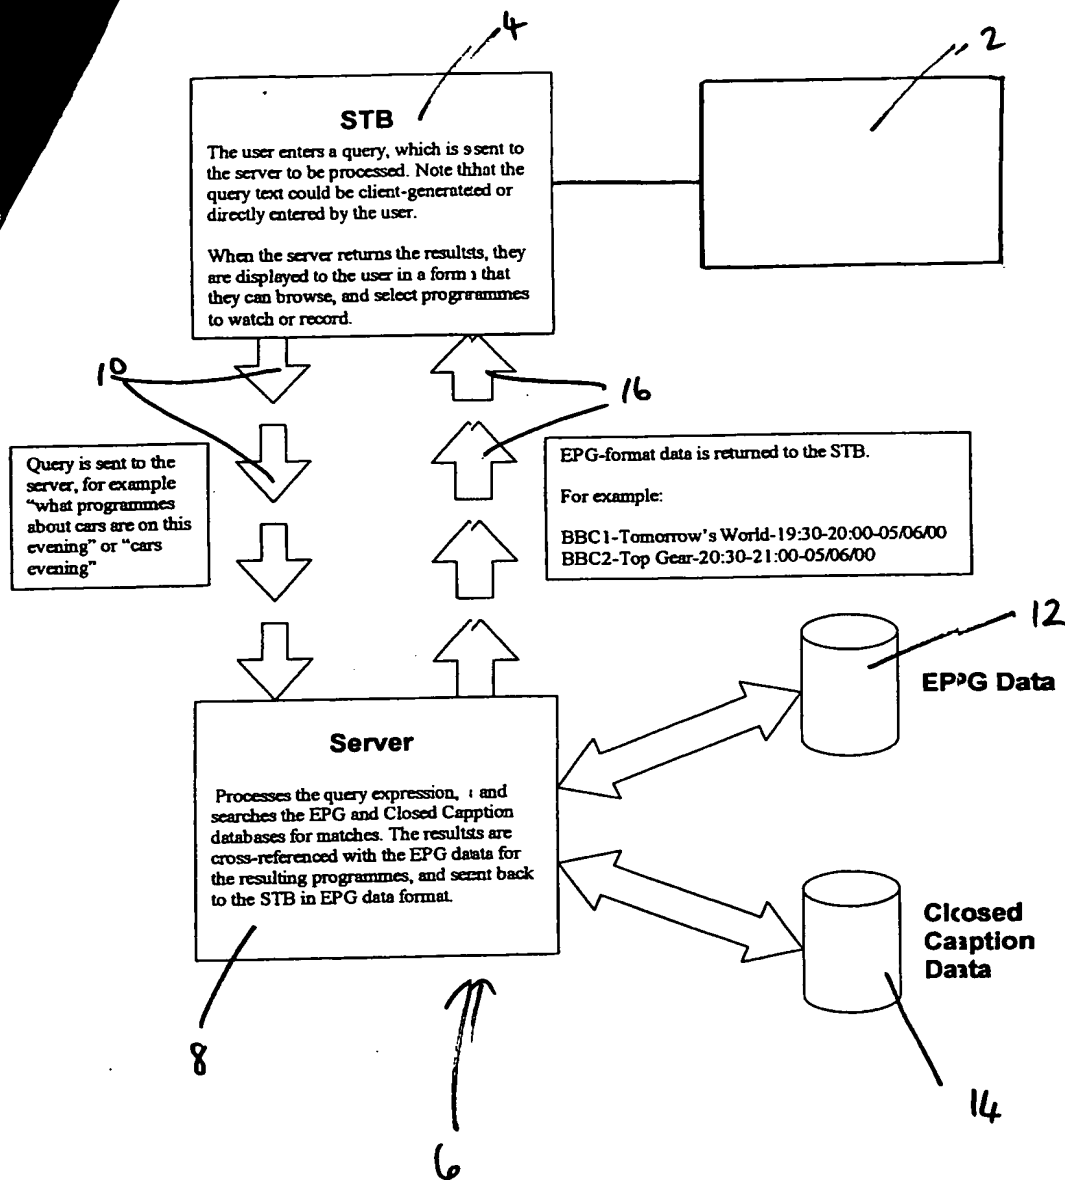 4
2
STB
The user enters a query, which is s sent to
the server to be processed. Note thhat the
query text could be client-generateted or
directly entered by the user.
When the server returns the resultsts, they
are displayed to the user in a form ı that
they can browse, and select progrrammes
to watch or record.
10
16
Query is sent to the
server, for example
“what programmes
about cars are on this
evening” or “cars
evening”
EPG-format data is returned to the STB.
For example:
BBC1-Tomorrow's World-19:30-20:00-05/06/00
BBC2-Top Gear-20:30-21:00-05/06/00
12
EPPG Data
Server
Processes the query expression, ı and
searches the EPG and Closed Capption
databases for matches. The resultsts are
cross-referenced with the EPG daata for
the resulting programmes, and seent back
to the STB in EPG data format.
Clcosed
Caaption
Daata
8
6
14